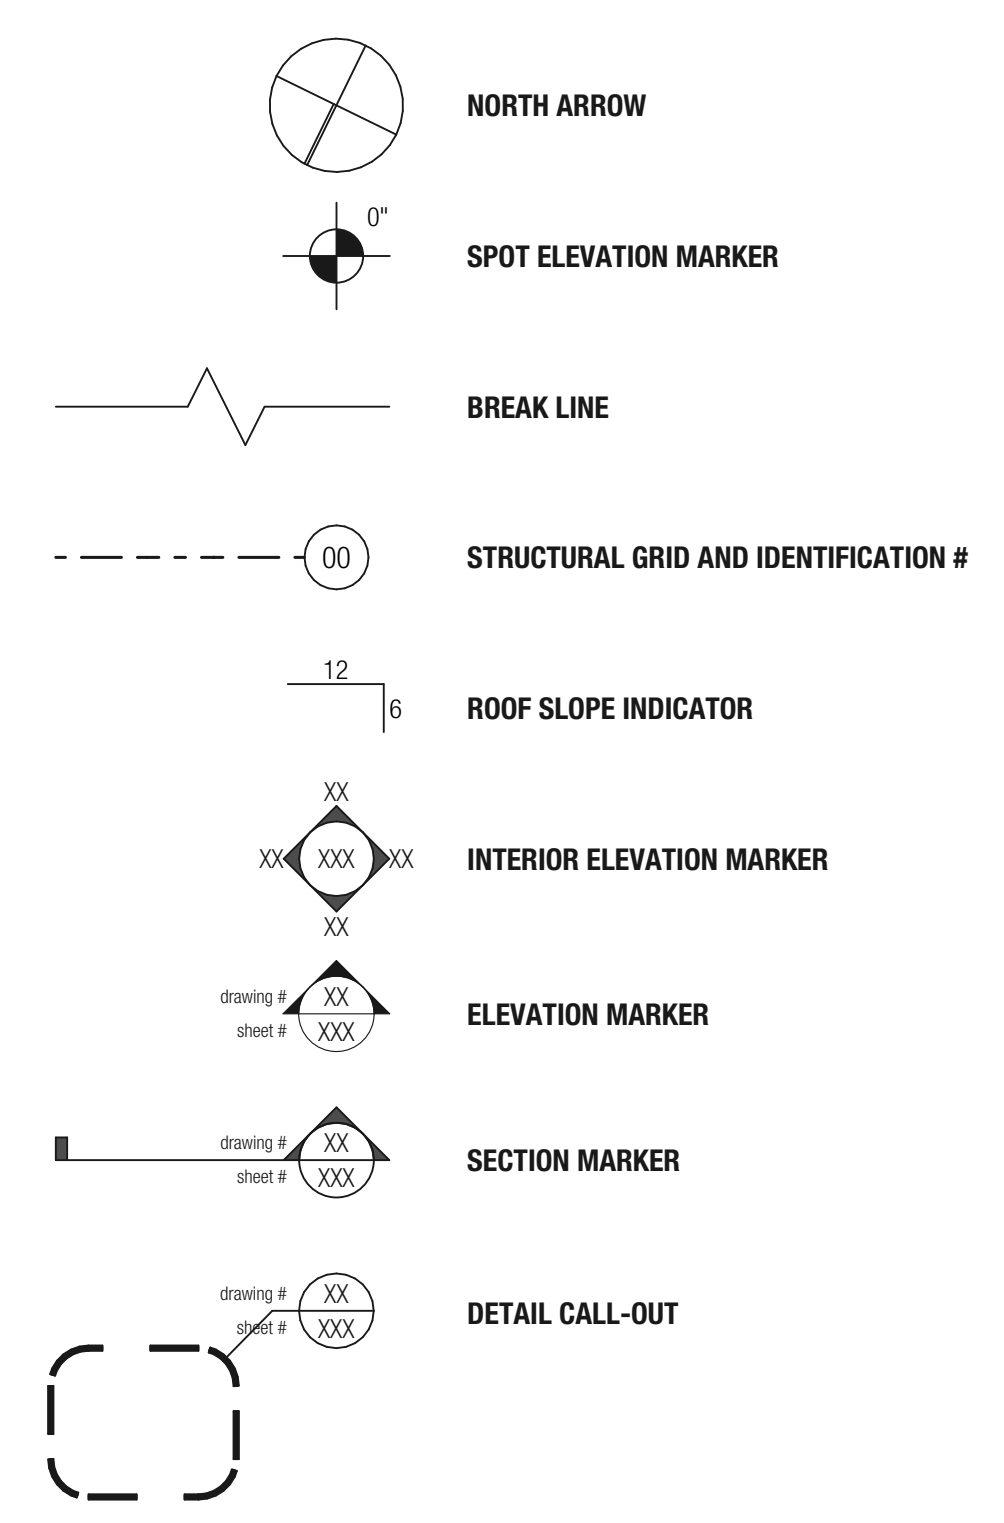 NORTH ARROW
0"
SPOT ELEVATION MARKER
BREAK LINE
00
STRUCTURAL GRID AND IDENTIFICATION #
12
6
ROOF SLOPE INDICATOR
XX
XX XXX XX
XX
INTERIOR ELEVATION MARKER
drawing # XX
sheet # XXX
ELEVATION MARKER
drawing # XX
sheet # XXX
SECTION MARKER
drawing # XX
sheet # XXX
DETAIL CALL-OUT